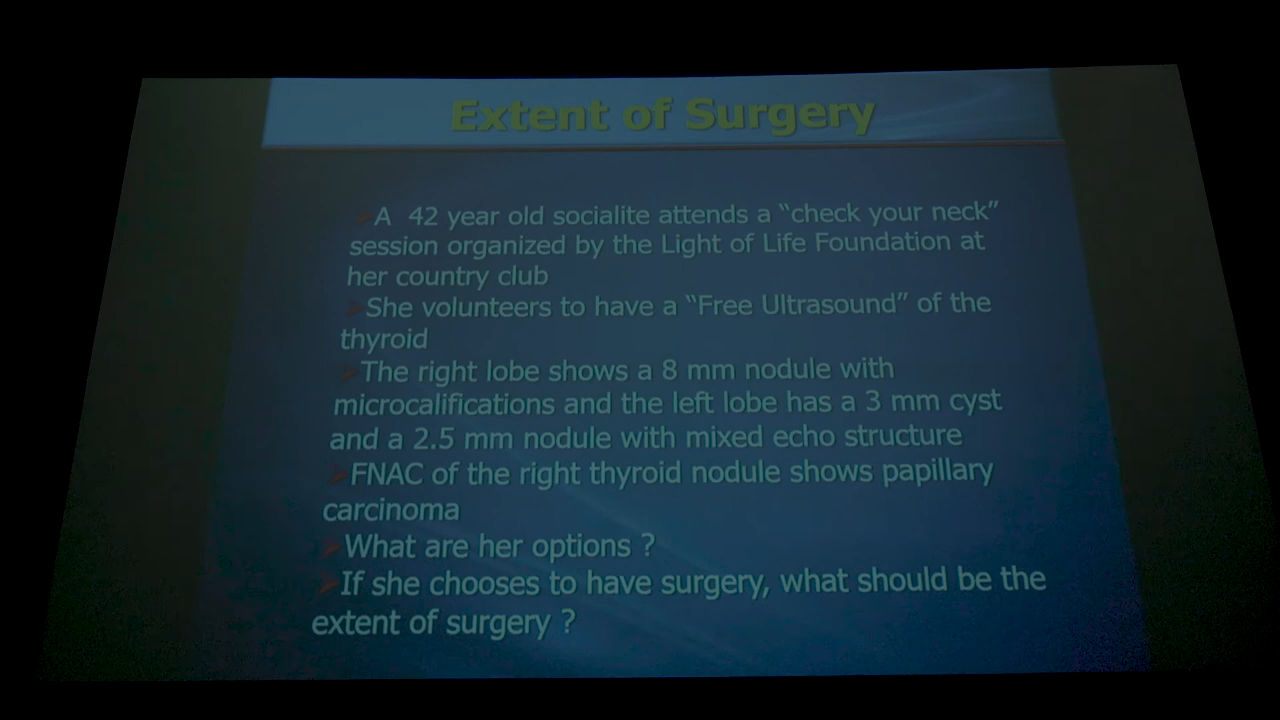 Extent of Surgery
A 42 year old socialite attends a “check your neck”
session organized by the Light of Life Foundation at
her country club
She volunteers to have a “Free Ultrasound” of the
thyroid
The right lobe shows a 8 mm nodule with
microcalifications and the left lobe has a 3 mm cyst
and a 2.5 mm nodule with mixed echo structure
FNAC of the right thyroid nodule shows papillary
carcinoma
What are her options ?
If she chooses to have surgery, what should be the
extent of surgery ?